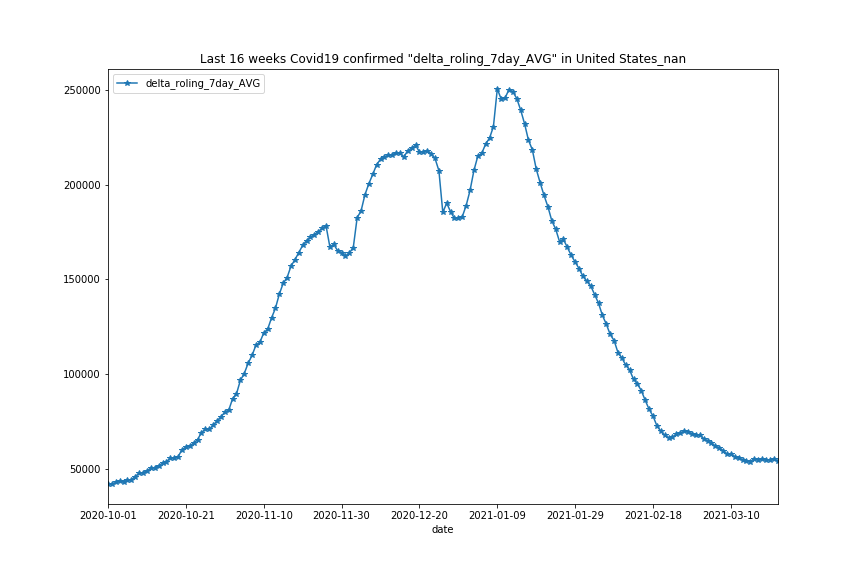 Last 16 weeks Covid19 confirmed "delta_roling_7day_AVG" in United States_nan
delta_roling_7day_AVG
250000
200000
150000
100000
50000
2020-10-01 2020-10-21 2020-11-10 2020-11-30 2020-12-20 2021-01-09 2021-01-29 2021-02-18 2021-03-10
date